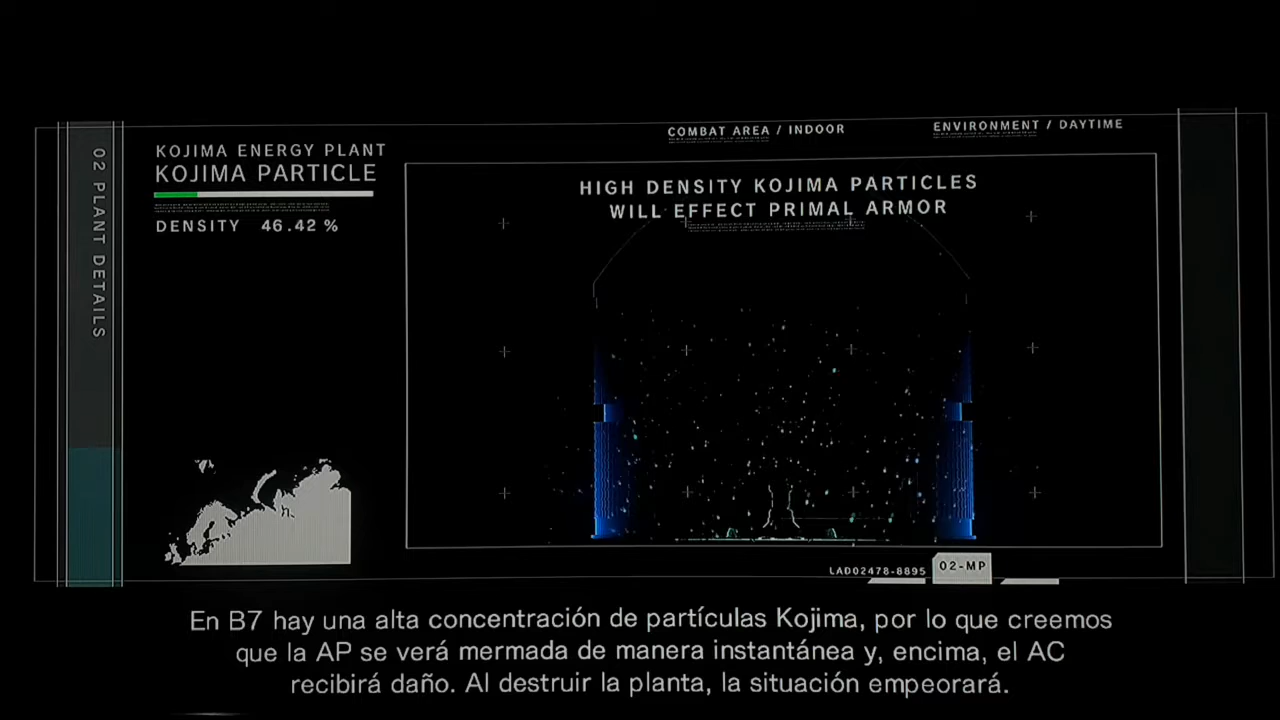 COMBAT AREA / INDOOR
ENVIRONMENT / DAYTIME
02 PLANT DETAILS
KOJIMA ENERGY PLANT
KOJIMA PARTICLE
DENSITY 46.42 %
HIGH DENSITY KOJIMA PARTICLES
WILL EFFECT PRIMAL ARMOR
LAD02478-8895
02-MP
En B7 hay una alta concentración de partículas Kojima, por lo que creemos
que la AP se verá mermada de manera instantánea y, encima, el AC
recibirá daño. Al destruir la planta, la situación empeorará.